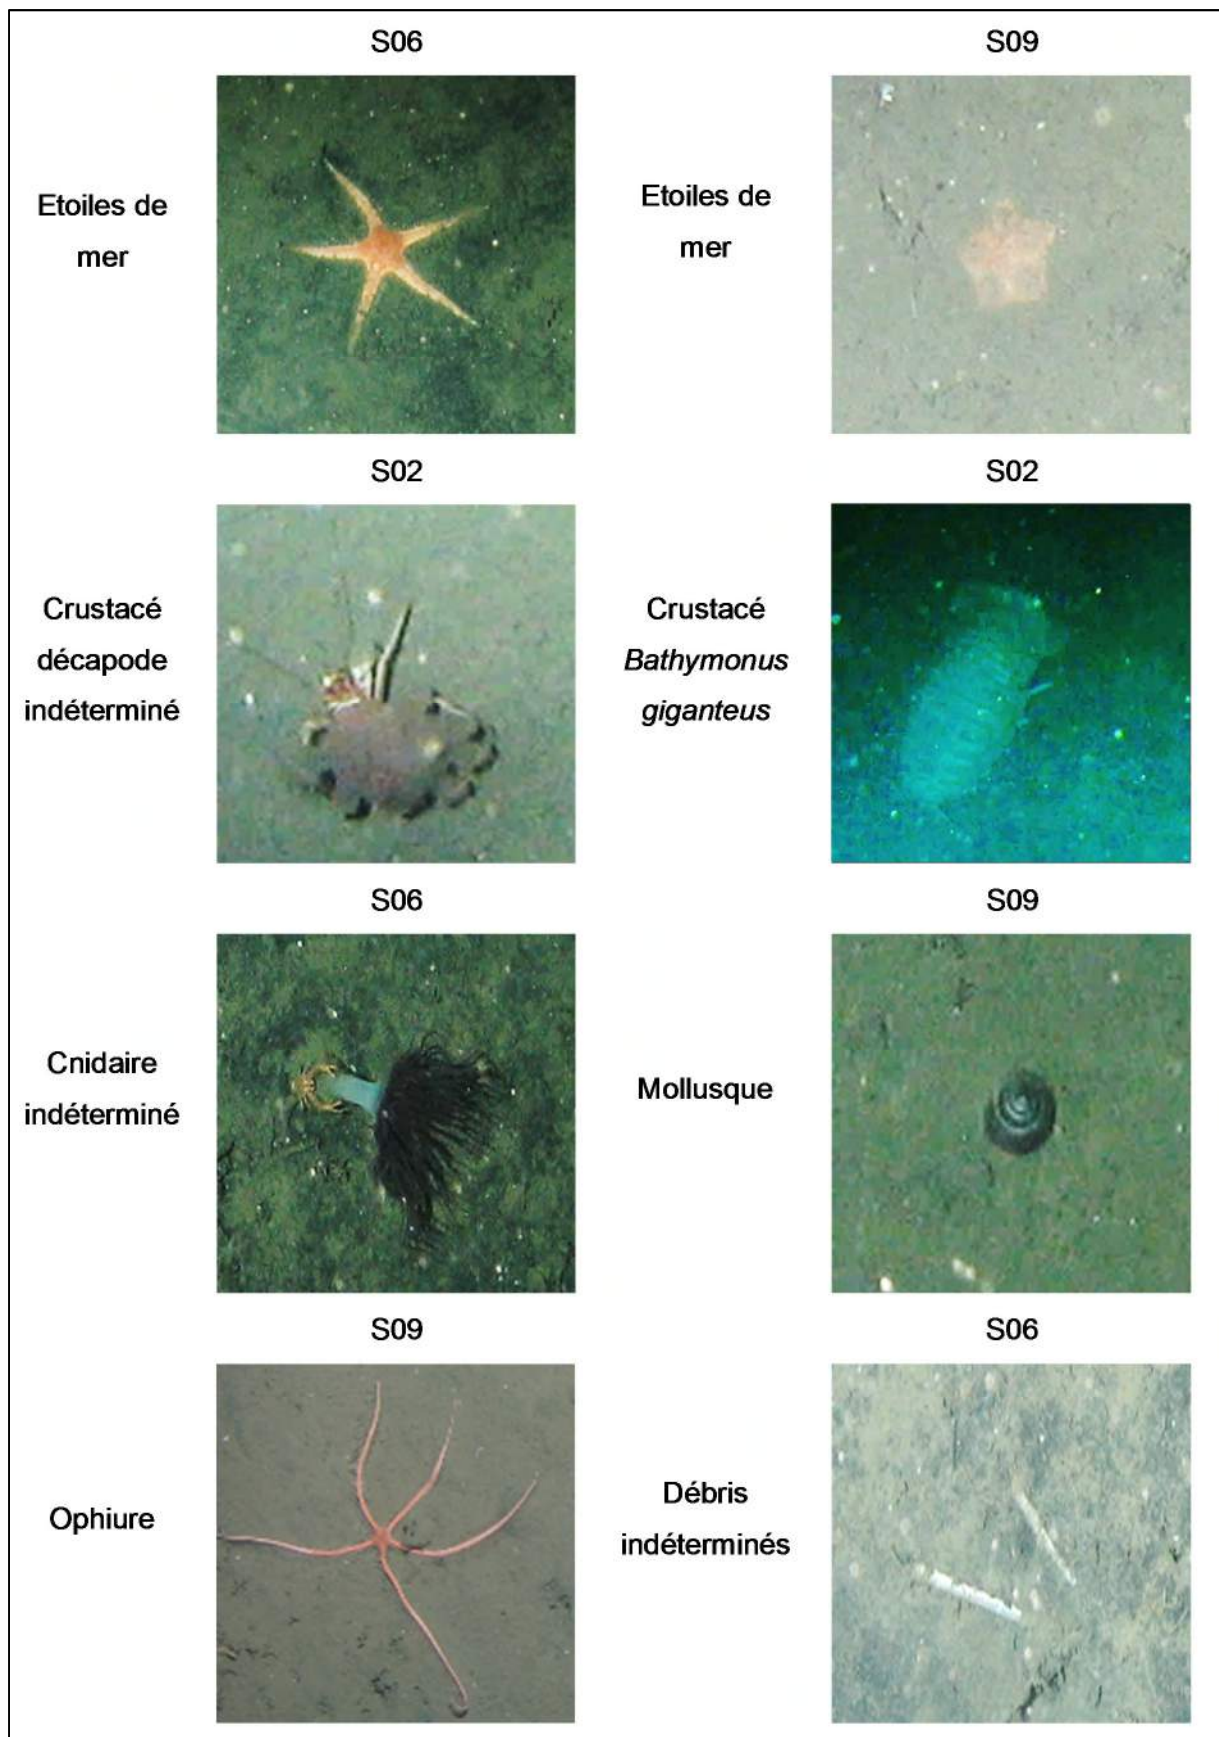 S06
S09
Etoiles de
mer
Etoiles de
mer
S02
S02
Crustacé
décapode
indéterminé
Crustacé
Bathymonus
giganteus
S06
S09
Cnidaire
indéterminé
Mollusque
S09
S06
Ophiure
Débris
indéterminés